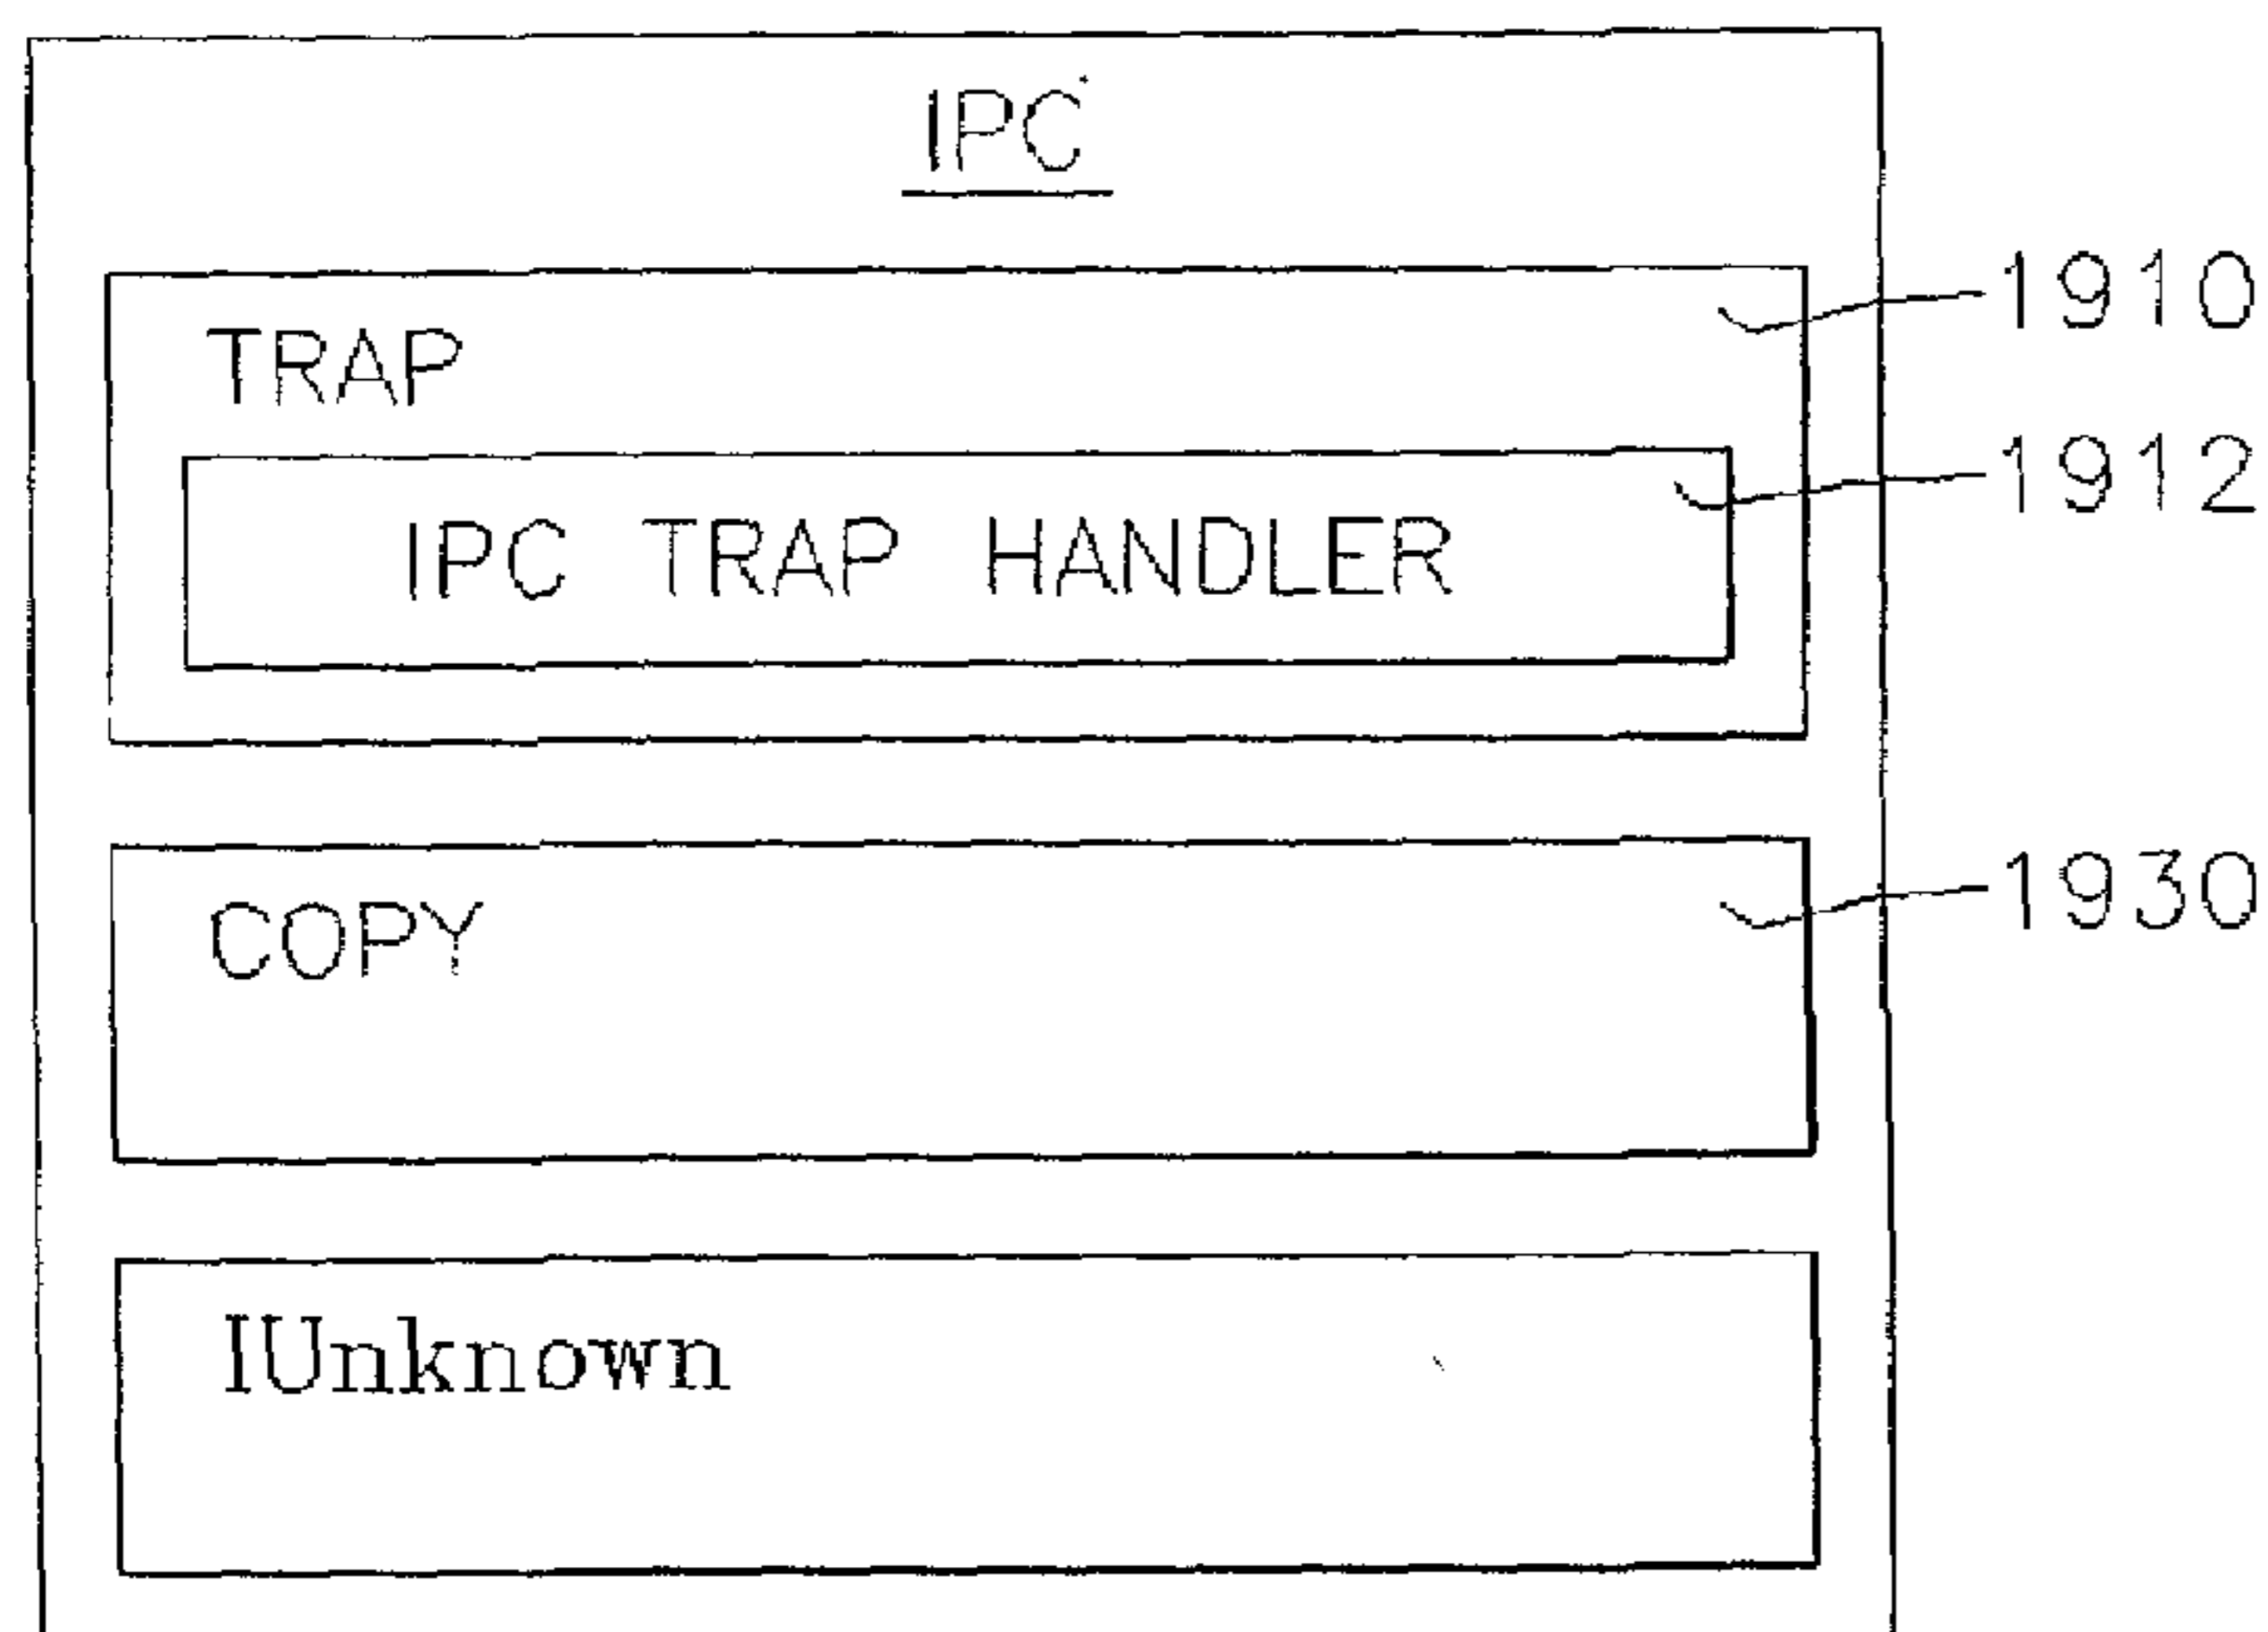 IPC
TRAP
1910
IPC TRAP HANDLER
1912
COPY
1930
IUnknown